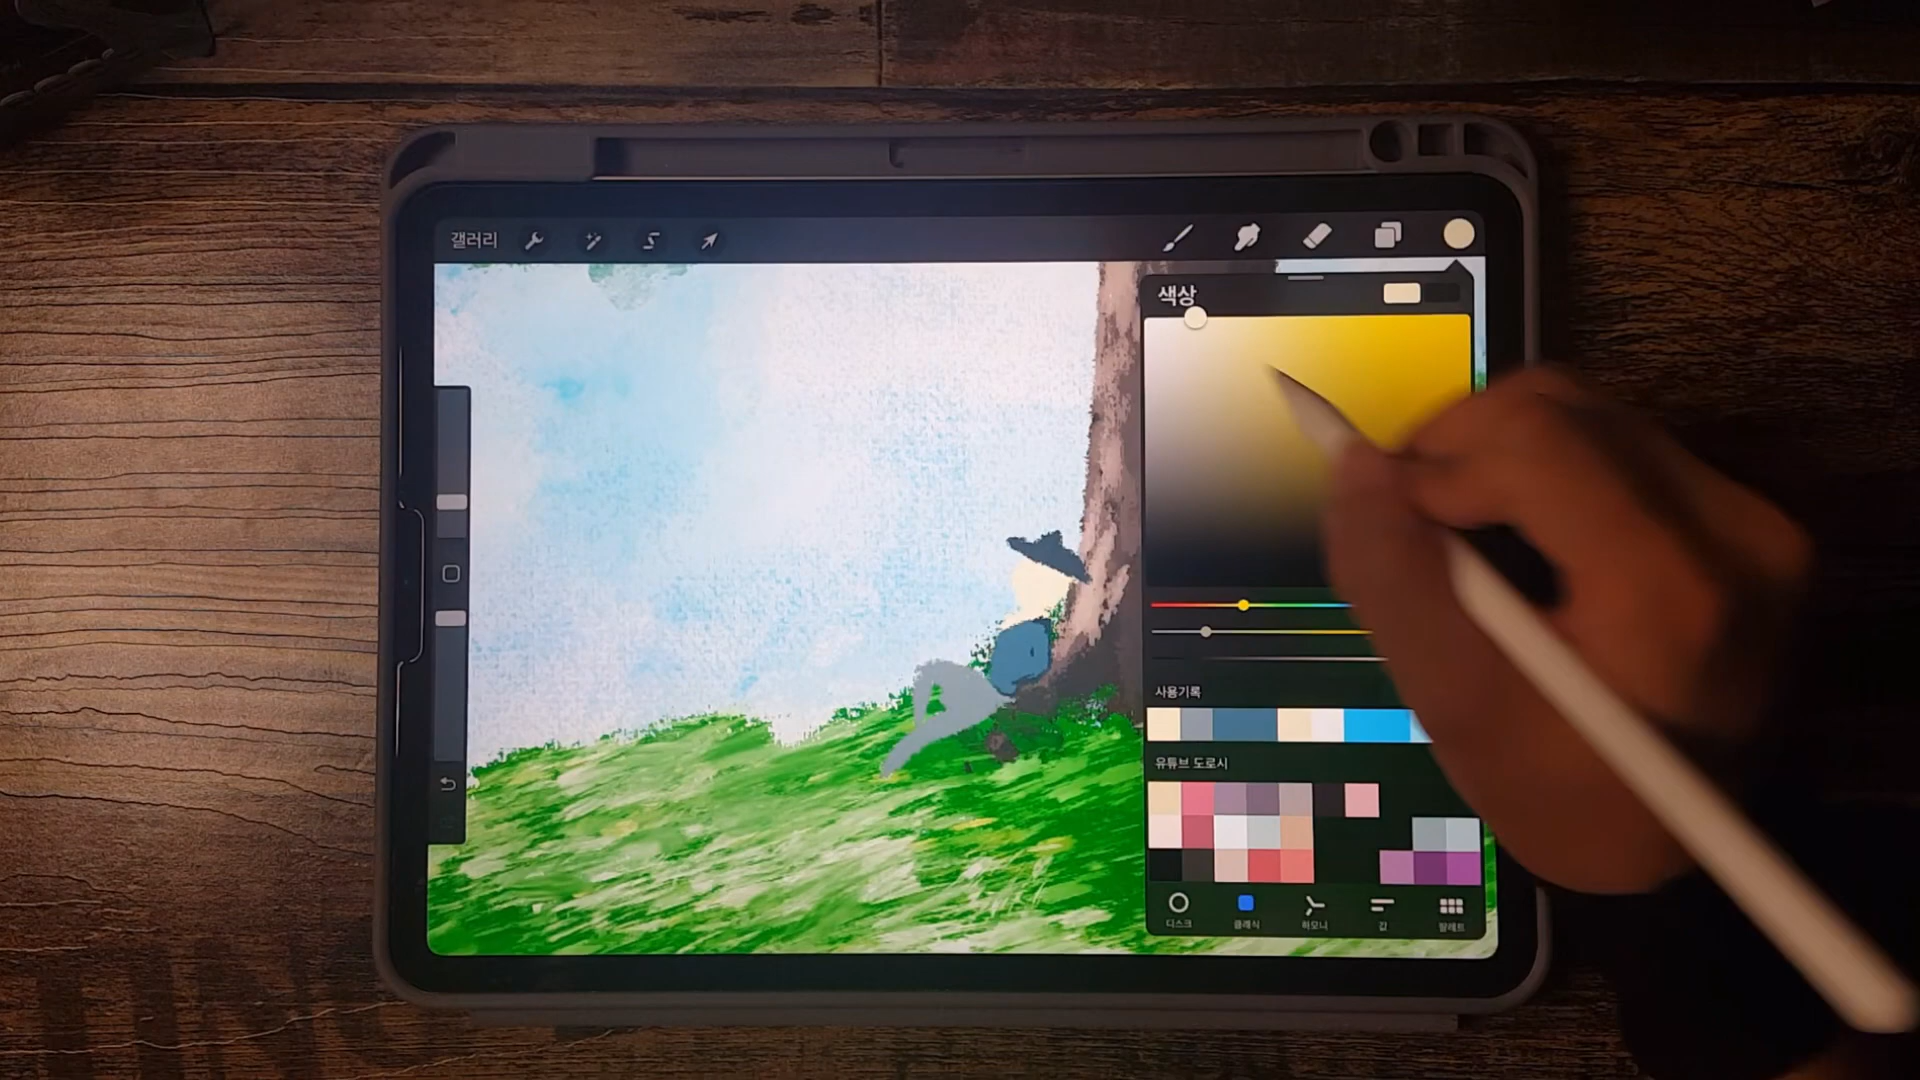 갤러리
색상
사용기록
유튜브 도로시
디스크
클래식
하모니
값
팔레트